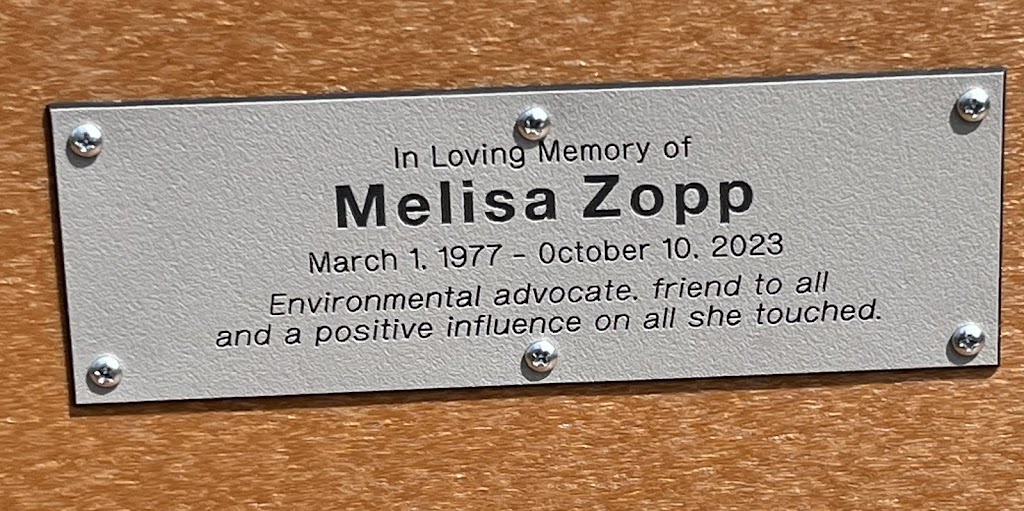 In Loving Memory of
Melisa Zopp
March 1, 1977 - October 10, 2023
Environmental advocate, friend to all
and a positive influence on all she touched.